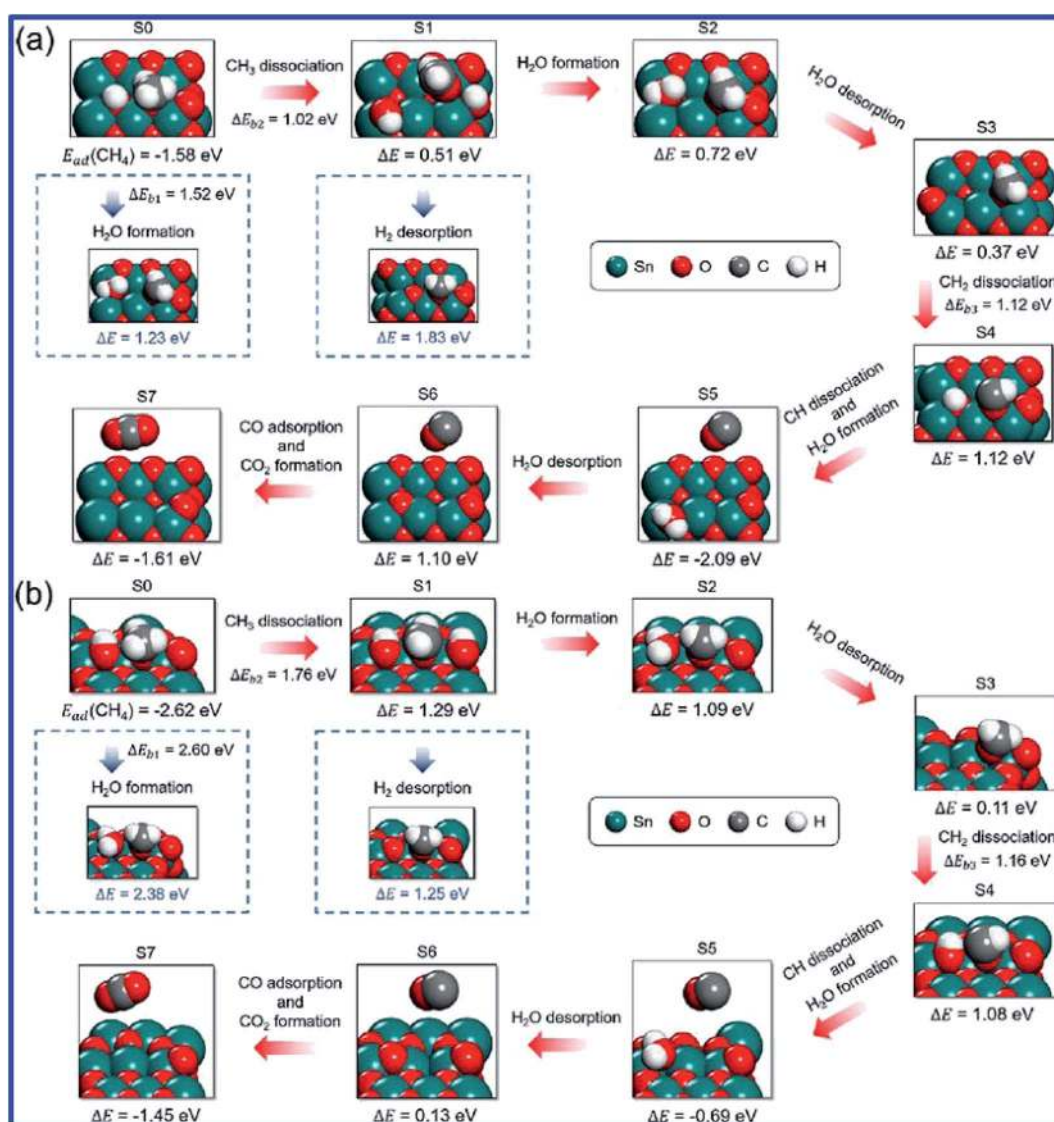 (a)
S0
S1
S2
CH₃ dissociation
ΔE_b2 = 1.02 eV
H₂O formation
H₂O desorption
E_ad(CH₄) = -1.58 eV
ΔE = 0.51 eV
ΔE = 0.72 eV
S3
ΔE = 0.37 eV
ΔE_b1 = 1.52 eV
H₂O formation
ΔE = 1.23 eV
H₂ desorption
ΔE = 1.83 eV
Sn O C H
CH₂ dissociation
ΔE_b3 = 1.12 eV
S4
ΔE = 1.12 eV
CH dissociation
and
H₂O formation
S7
S6
S5
CO adsorption
and
CO₂ formation
H₂O desorption
ΔE = -1.61 eV
ΔE = 1.10 eV
ΔE = -2.09 eV
(b)
S0
S1
S2
CH₃ dissociation
ΔE_b2 = 1.76 eV
H₂O formation
H₂O desorption
E_ad(CH₄) = -2.62 eV
ΔE = 1.29 eV
ΔE = 1.09 eV
S3
ΔE = 0.11 eV
ΔE_b1 = 2.60 eV
H₂O formation
ΔE = 2.38 eV
H₂ desorption
ΔE = 1.25 eV
Sn O C H
CH₂ dissociation
ΔE_b3 = 1.16 eV
S4
ΔE = 1.08 eV
CH dissociation
and
H₂O formation
S7
S6
S5
CO adsorption
and
CO₂ formation
H₂O desorption
ΔE = -1.45 eV
ΔE = 0.13 eV
ΔE = -0.69 eV